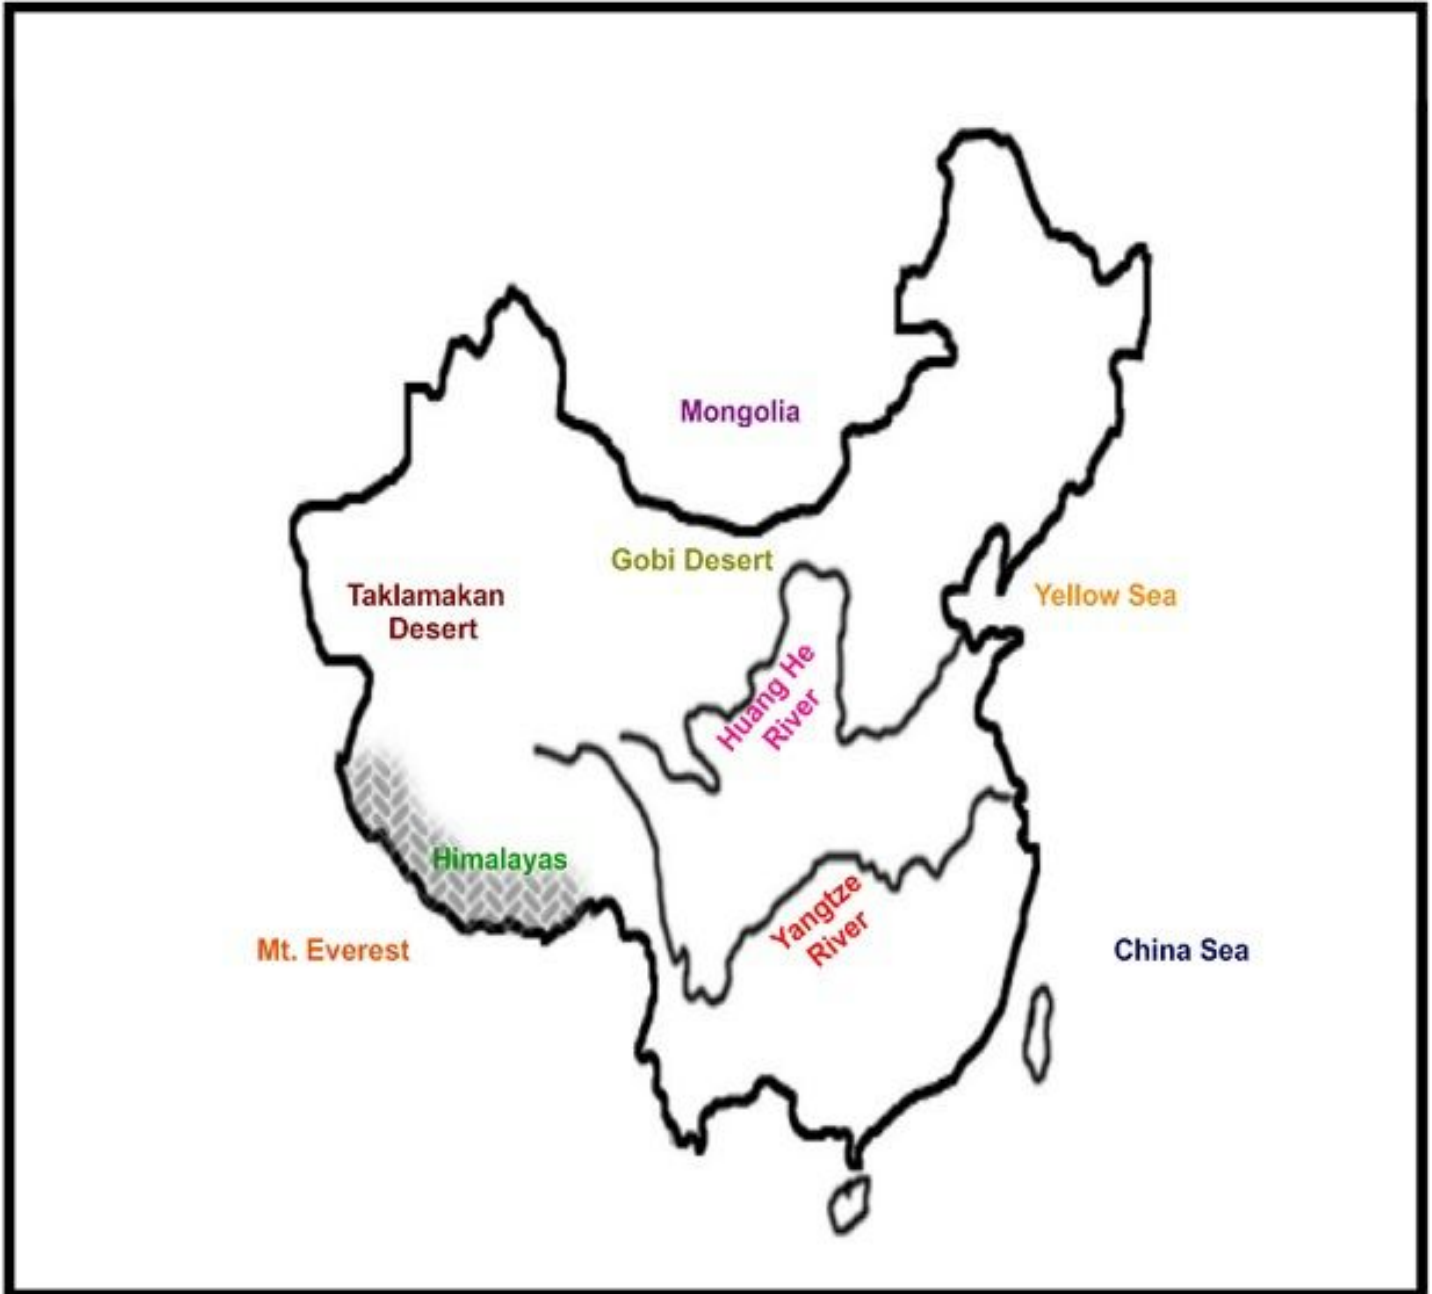 Mongolia
Gobi Desert
Taklamakan
Desert
Yellow Sea
Huang He
River
Himalayas
Yangtze
River
Mt. Everest
China Sea